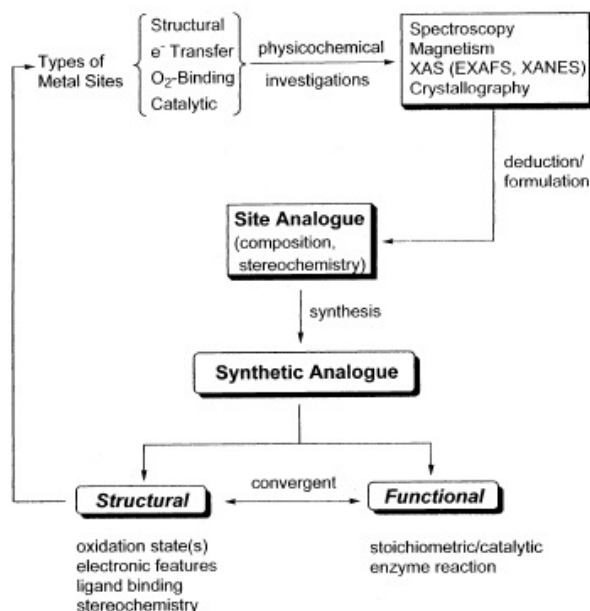 Types of
Metal Sites
Structural
e⁻ Transfer
O₂-Binding
Catalytic
physicochemical
investigations
Spectroscopy
Magnetism
XAS (EXAFS, XANES)
Crystallography
deduction/
formulation
Site Analogue
(composition,
stereochemistry)
synthesis
Synthetic Analogue
Structural
convergent
Functional
oxidation state(s)
electronic features
ligand binding
stereochemistry
stoichiometric/catalytic
enzyme reaction